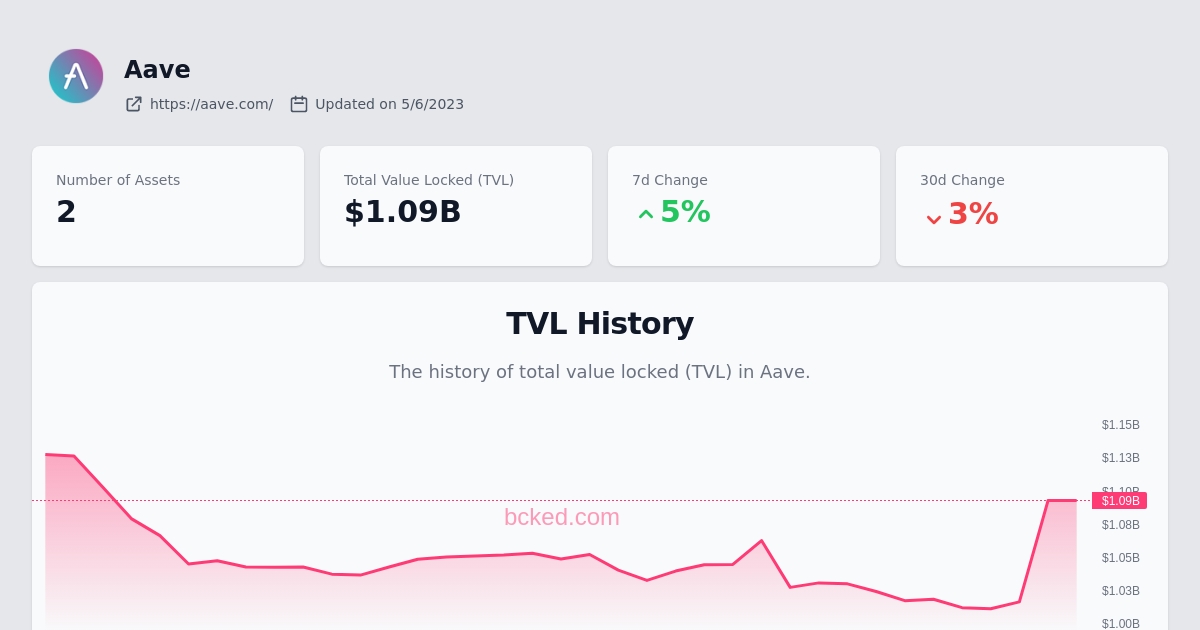 Aave
https://aave.com/ Updated on 5/6/2023
Number of Assets
2
Total Value Locked (TVL)
$1.09B
7d Change
5%
30d Change
3%
TVL History
The history of total value locked (TVL) in Aave.
$1.15B
$1.13B
$1.10B
$1.09B
bcked.com
$1.08B
$1.05B
$1.03B
$1.00B